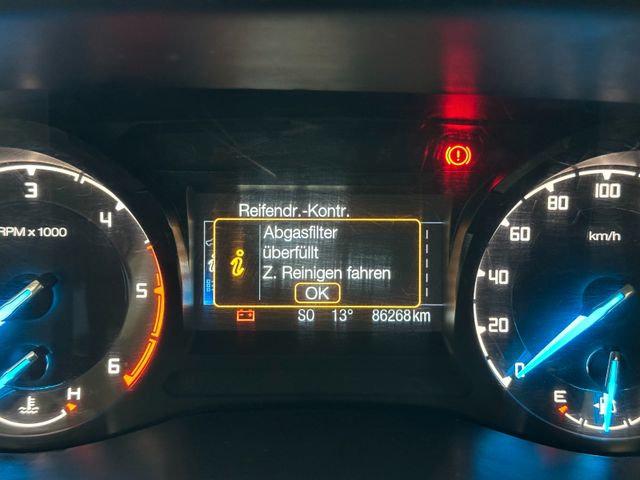 Reifendr.-Kontr.
Abgasfilter
überfüllt
Z. Reinigen fahren
OK
SO 13° 86268 km
3
4
5
6
RPM x 1000
H
0
20
40
60
80
100
km/h
E